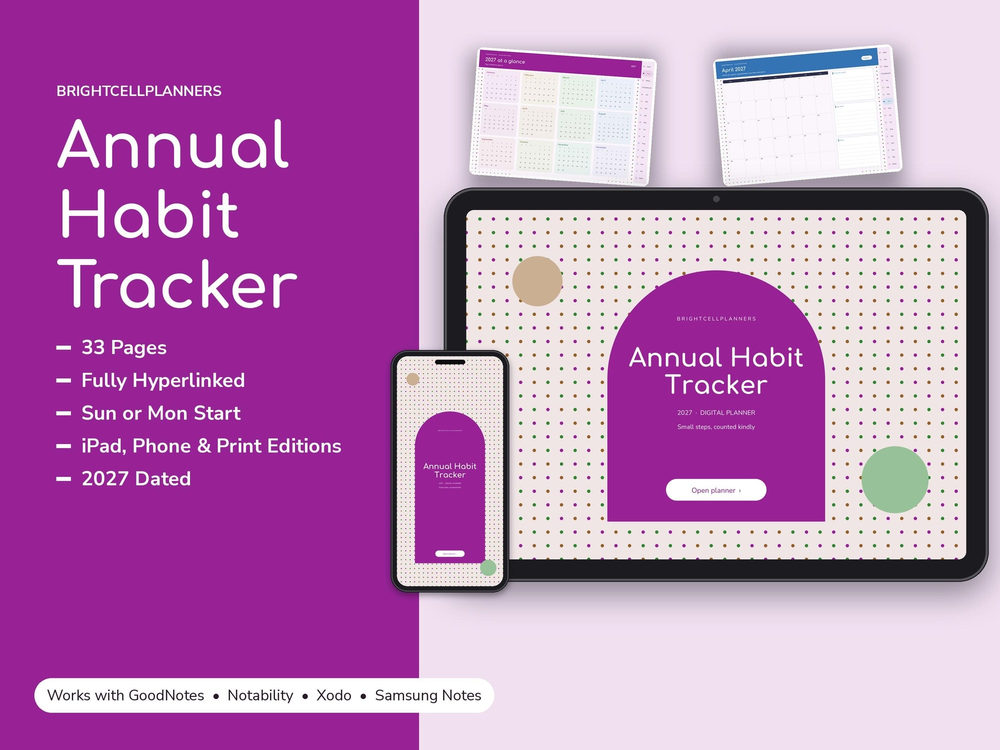 BRIGHTCELLPLANNERS
Annual
Habit
Tracker
33 Pages
Fully Hyperlinked
Sun or Mon Start
iPad, Phone & Print Editions
2027 Dated
Works with GoodNotes • Notability • Xodo • Samsung Notes
2027 at a glance
April 2027
BRIGHTCELLPLANNERS
Annual Habit
Tracker
2027 · DIGITAL PLANNER
Small steps, counted kindly
Open planner ›
Annual Habit
Tracker